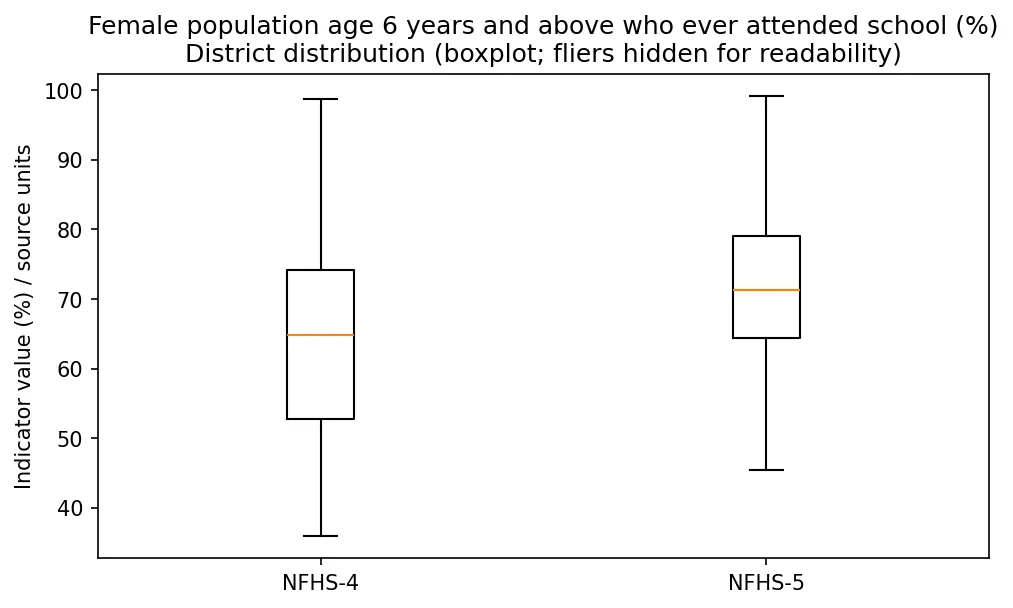 Female population age 6 years and above who ever attended school (%)
District distribution (boxplot; fliers hidden for readability)
Indicator value (%) / source units
100
90
80
70
60
50
40
NFHS-4
NFHS-5